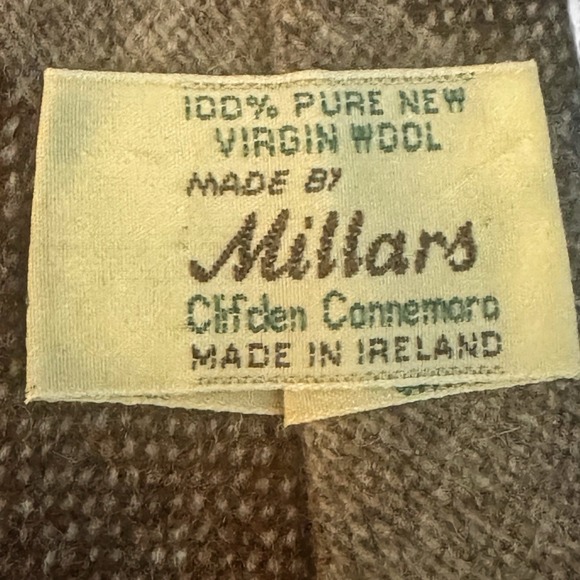 100% PURE NEW
VIRGIN WOOL
MADE BY
Millars
Clifden Connemara
MADE IN IRELAND